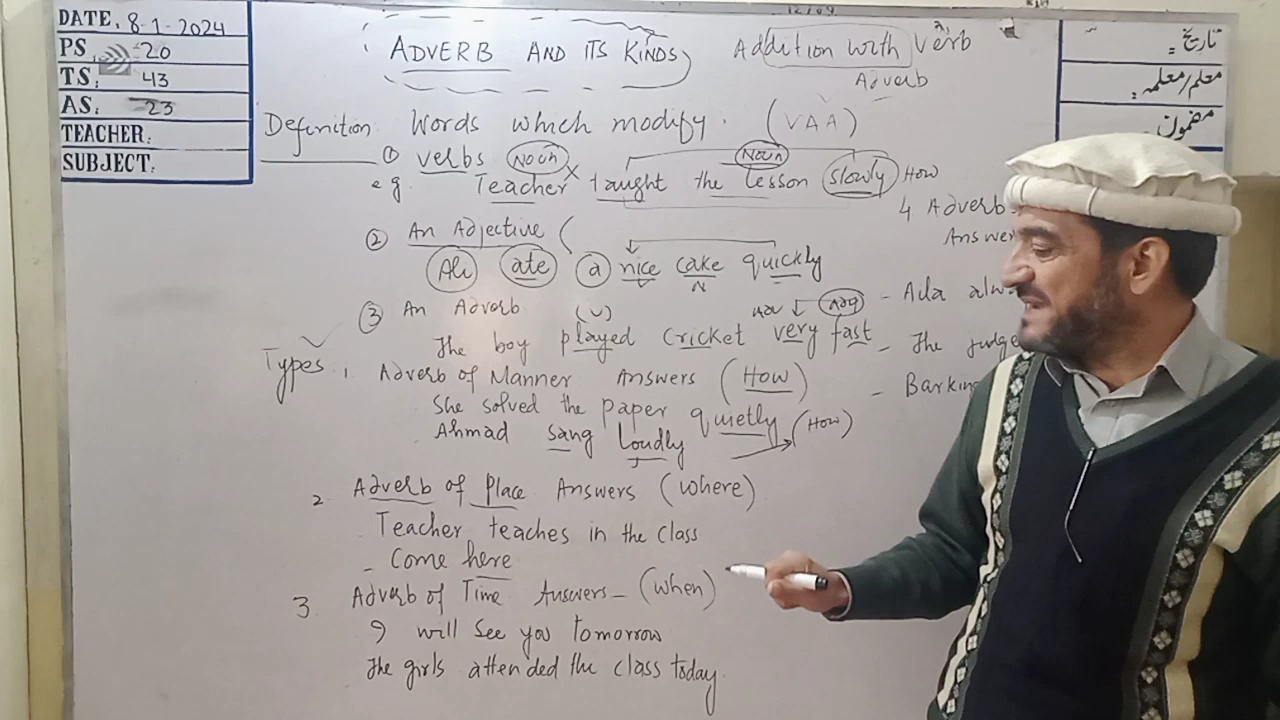 DATE. 8-1-2024
PS. 20
TS: 43
AS: 23
TEACHER:
SUBJECT:
ADVERB AND ITS KINDS
Addition with Verb
Adverb
Definition. Words which modify. (VAA)
① verbs Noun Noun
e g. Teacher x taught the lesson slowly How
② An Adjective (
Ali ate a nice cake quickly
N
③ An Adverb (v) adv
The boy played Cricket very fast
Types 1 Adverb of Manner Answers (How)
She solved the paper quietly
Ahmad sang loudly (How)
2 Adverb of Place Answers (where)
Teacher teaches in the class
- Come here
3. Adverb of Time Answers - (when)
I will see you tomorrow
The girls attended the class today.
4 Adverb
Answer
- The judge
- Barking
تاریخ :
معلم/معلمہ :
مضمون